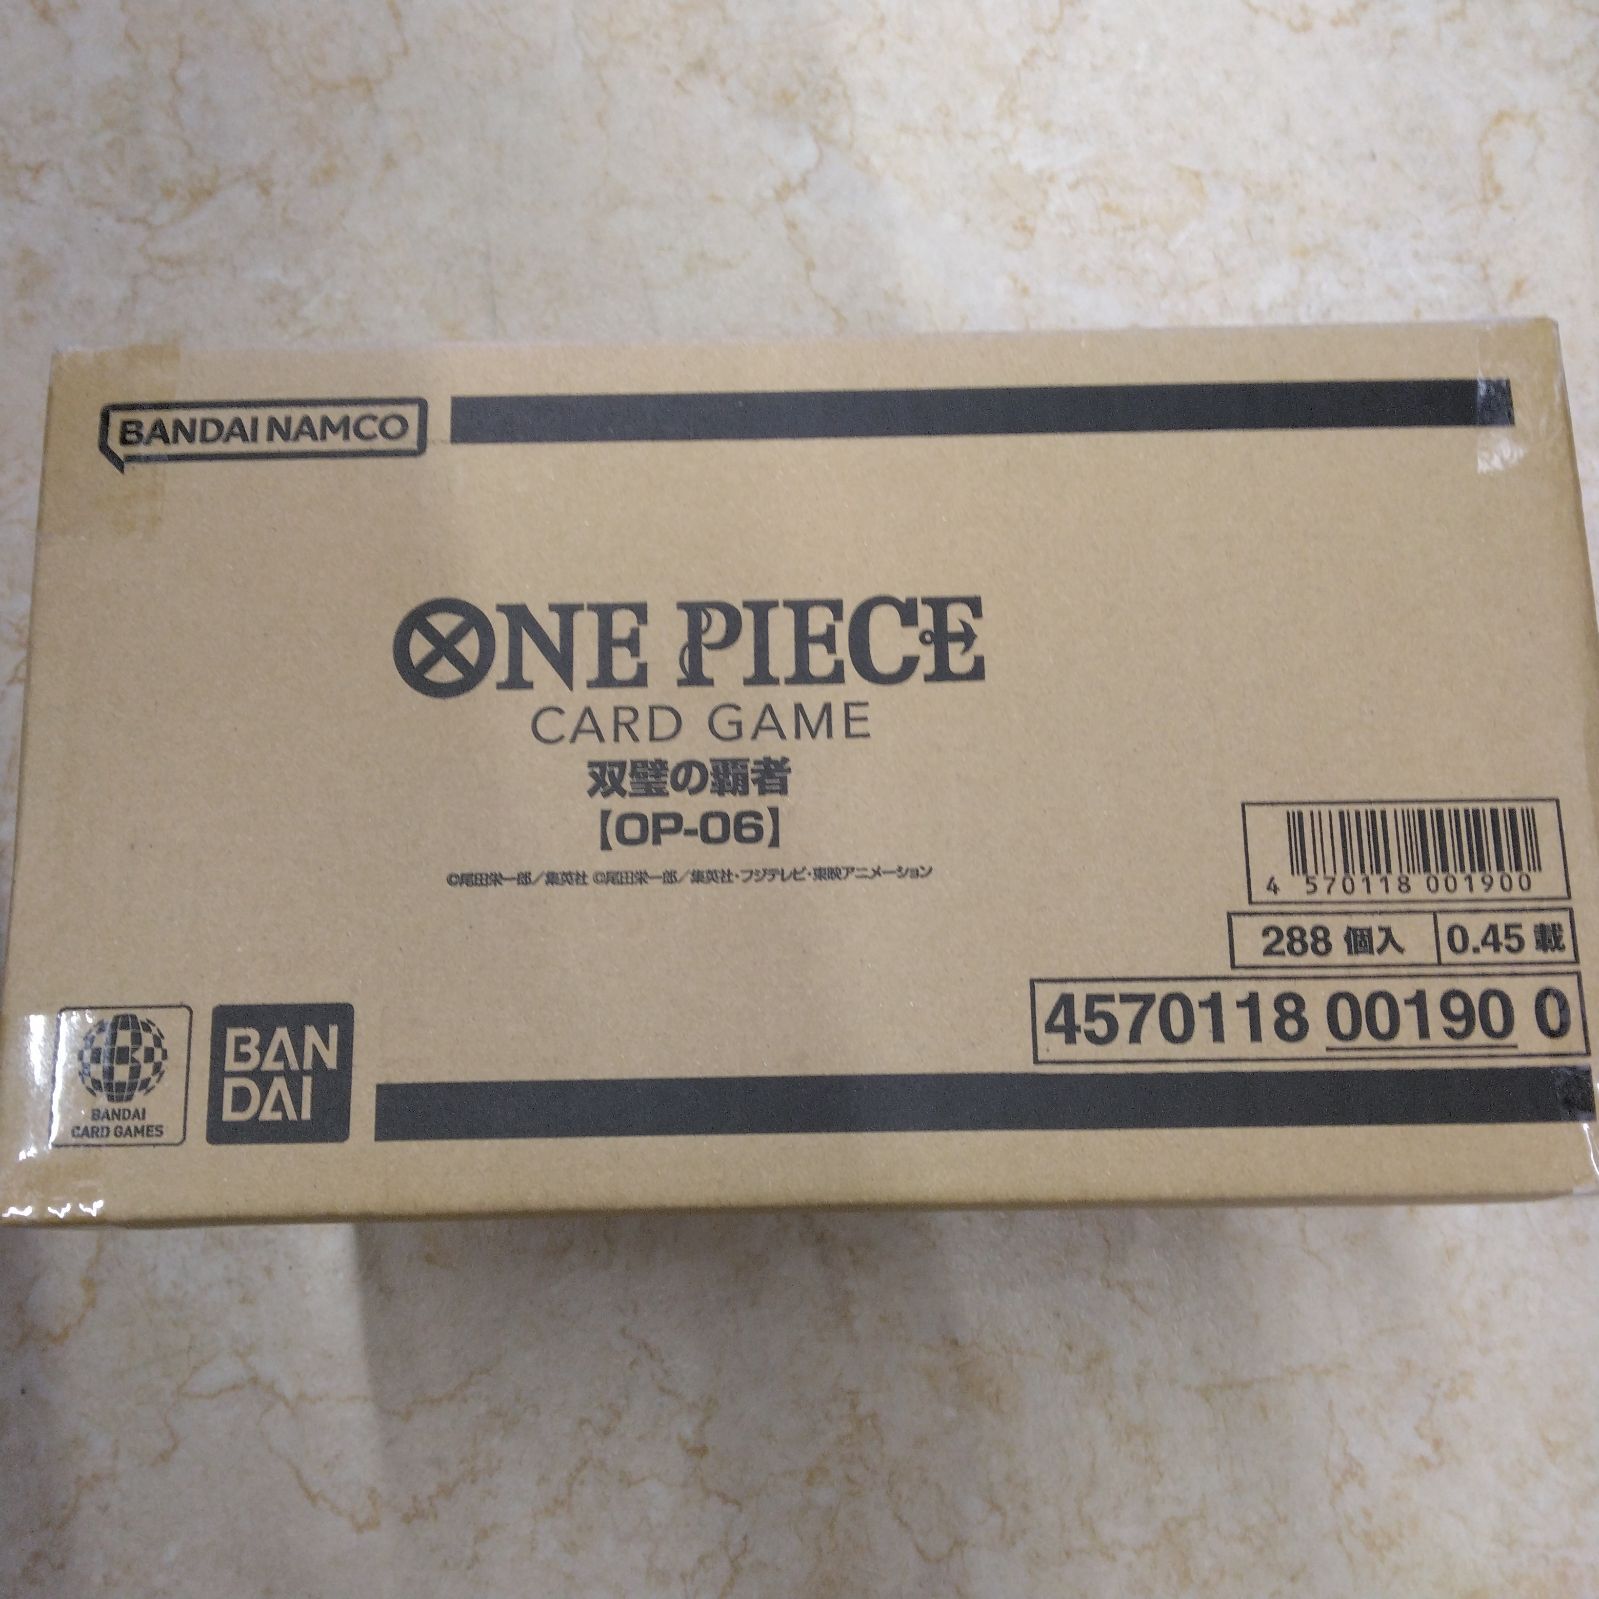 BANDAI NAMCO
ONE PIECE
CARD GAME
双璧の覇者
【OP-06】
©尾田栄一郎／集英社 ©尾田栄一郎／集英社・フジテレビ・東映アニメーション
4 570118 001900
288 個入 0.45 載
4570118 00190 0
BANDAI
CARD GAMES
BAN
DAI